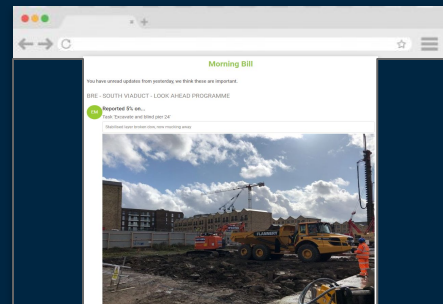 Morning Bill
You have unread updates from yesterday, we think these are important.
BRE - SOUTH VIADUCT - LOOK AHEAD PROGRAMME
Reported 5% on...
Task 'Excavate and blind pier 24'
FLANNERY